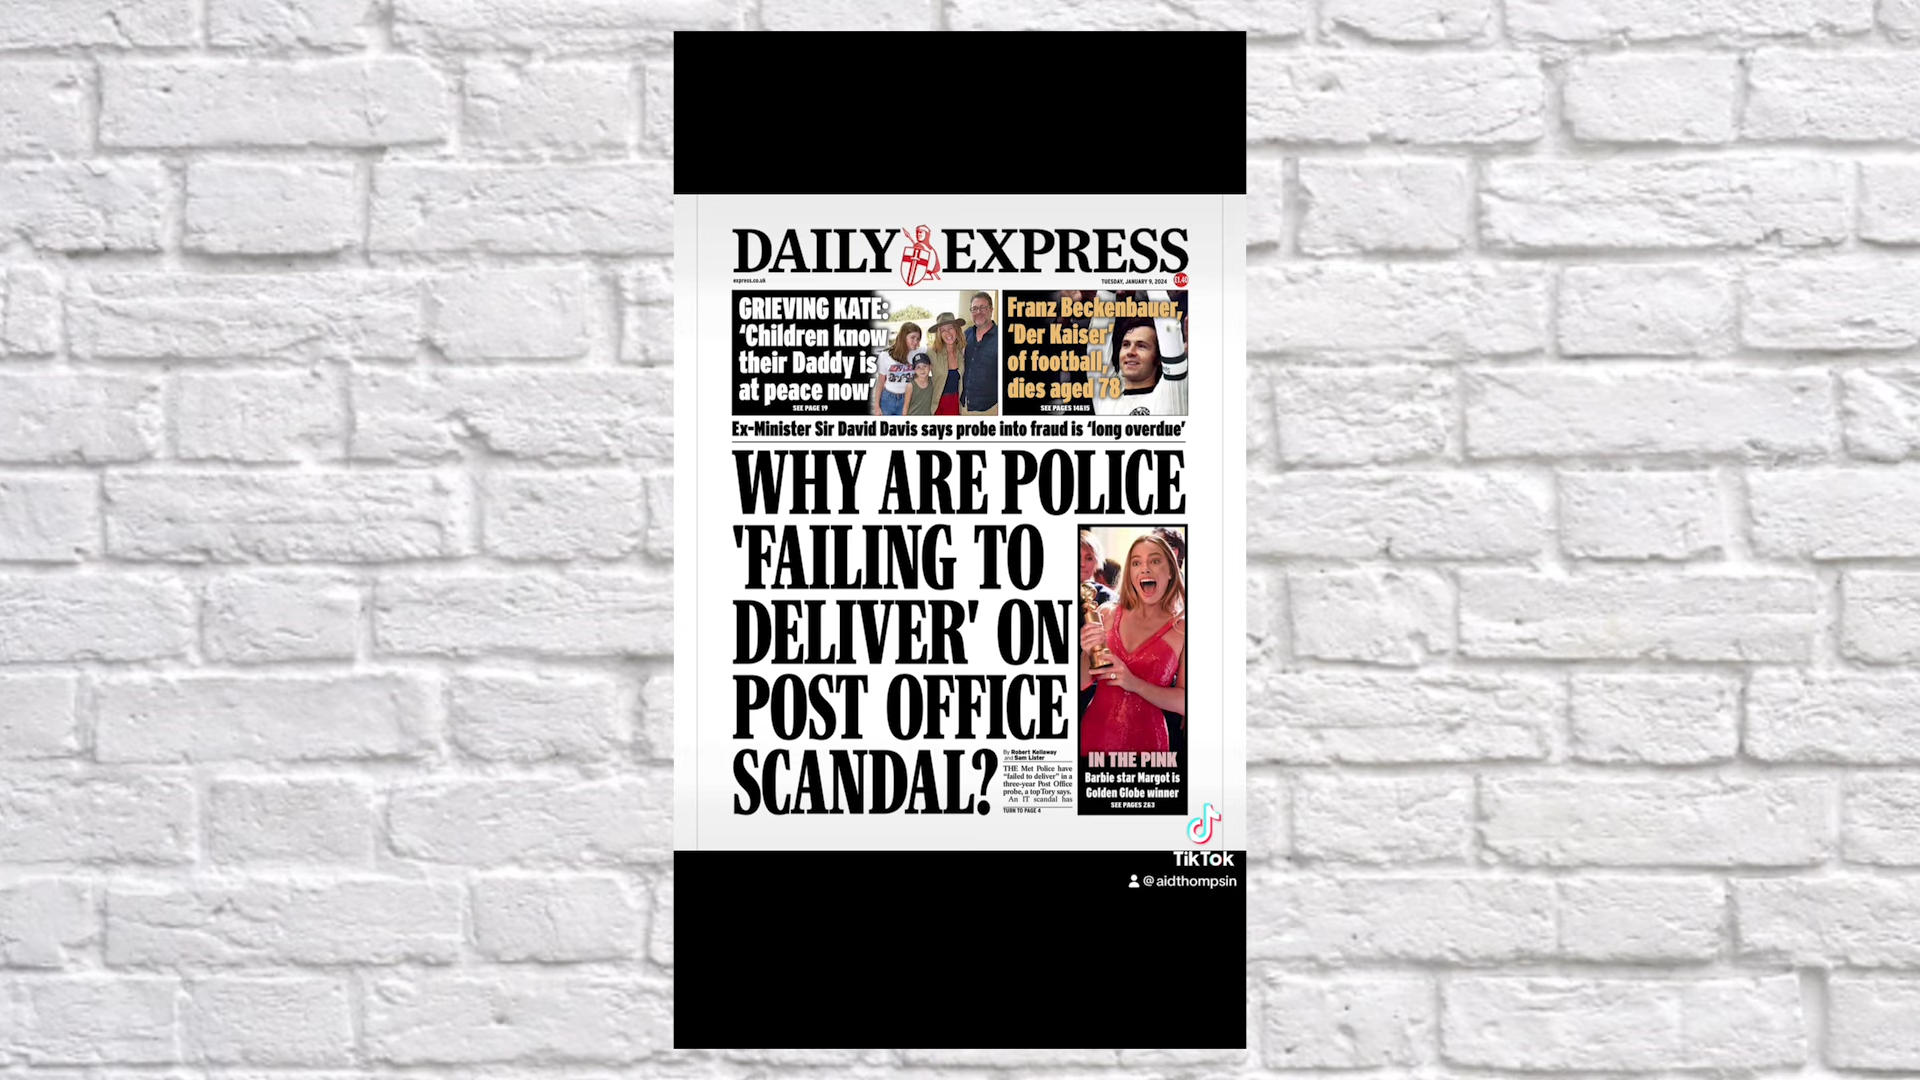 DAILY EXPRESS
express.co.uk
TUESDAY, JANUARY 9, 2024
£1.40
GRIEVING KATE:
'Children know
their Daddy is
at peace now'
SEE PAGE 19
Franz Beckenbauer,
'Der Kaiser'
of football,
dies aged 78
SEE PAGES 14&15
Ex-Minister Sir David Davis says probe into fraud is 'long overdue'
WHY ARE POLICE
'FAILING TO
DELIVER' ON
POST OFFICE
SCANDAL?
By Robert Kellaway
and Sam Lister
THE Met Police have
"failed to deliver" in a
three-year Post Office
probe, a top Tory says.
An IT scandal has
TURN TO PAGE 4
IN THE PINK
Barbie star Margot is
Golden Globe winner
SEE PAGES 2&3
TikTok
@aidthompsin